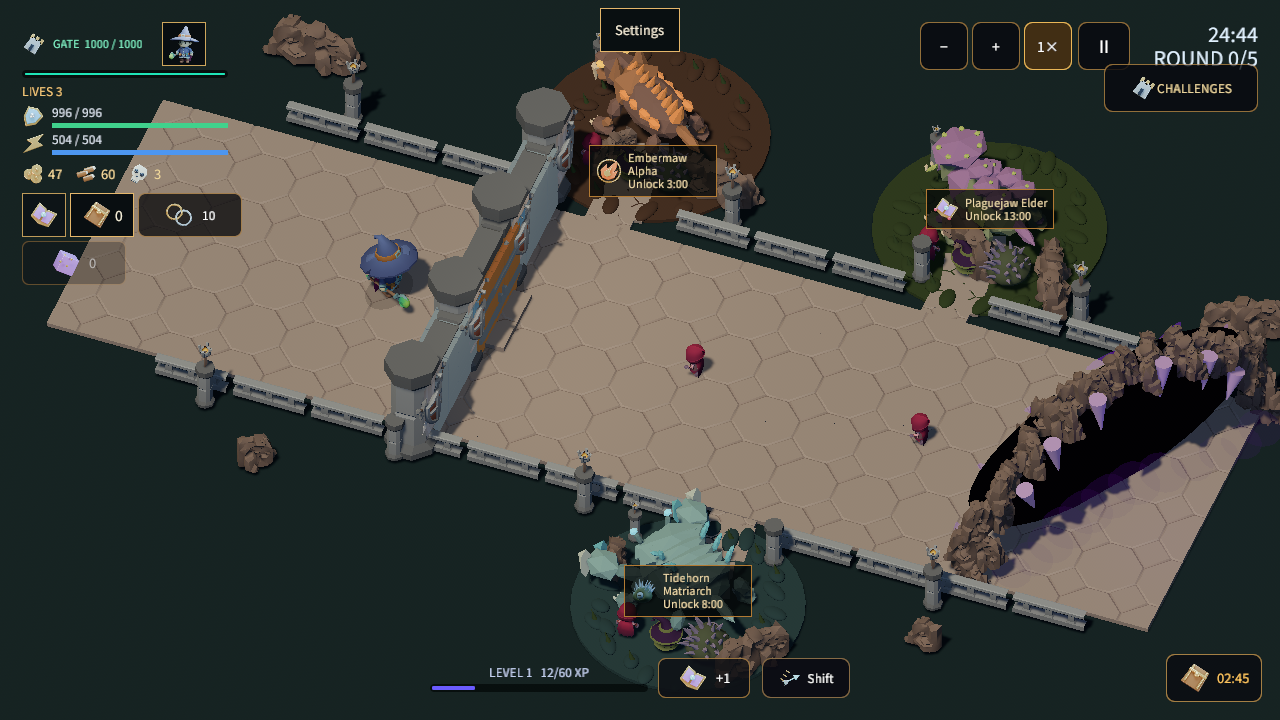 GATE 1000 / 1000
LIVES 3
996 / 996
504 / 504
47 60 3
0 10
0
Settings
− + 1× II
24:44
ROUND 0/5
CHALLENGES
Embermaw
Alpha
Unlock 3:00
Plaguejaw Elder
Unlock 13:00
Tidehorn
Matriarch
Unlock 8:00
LEVEL 1 12/60 XP
+1
Shift
02:45